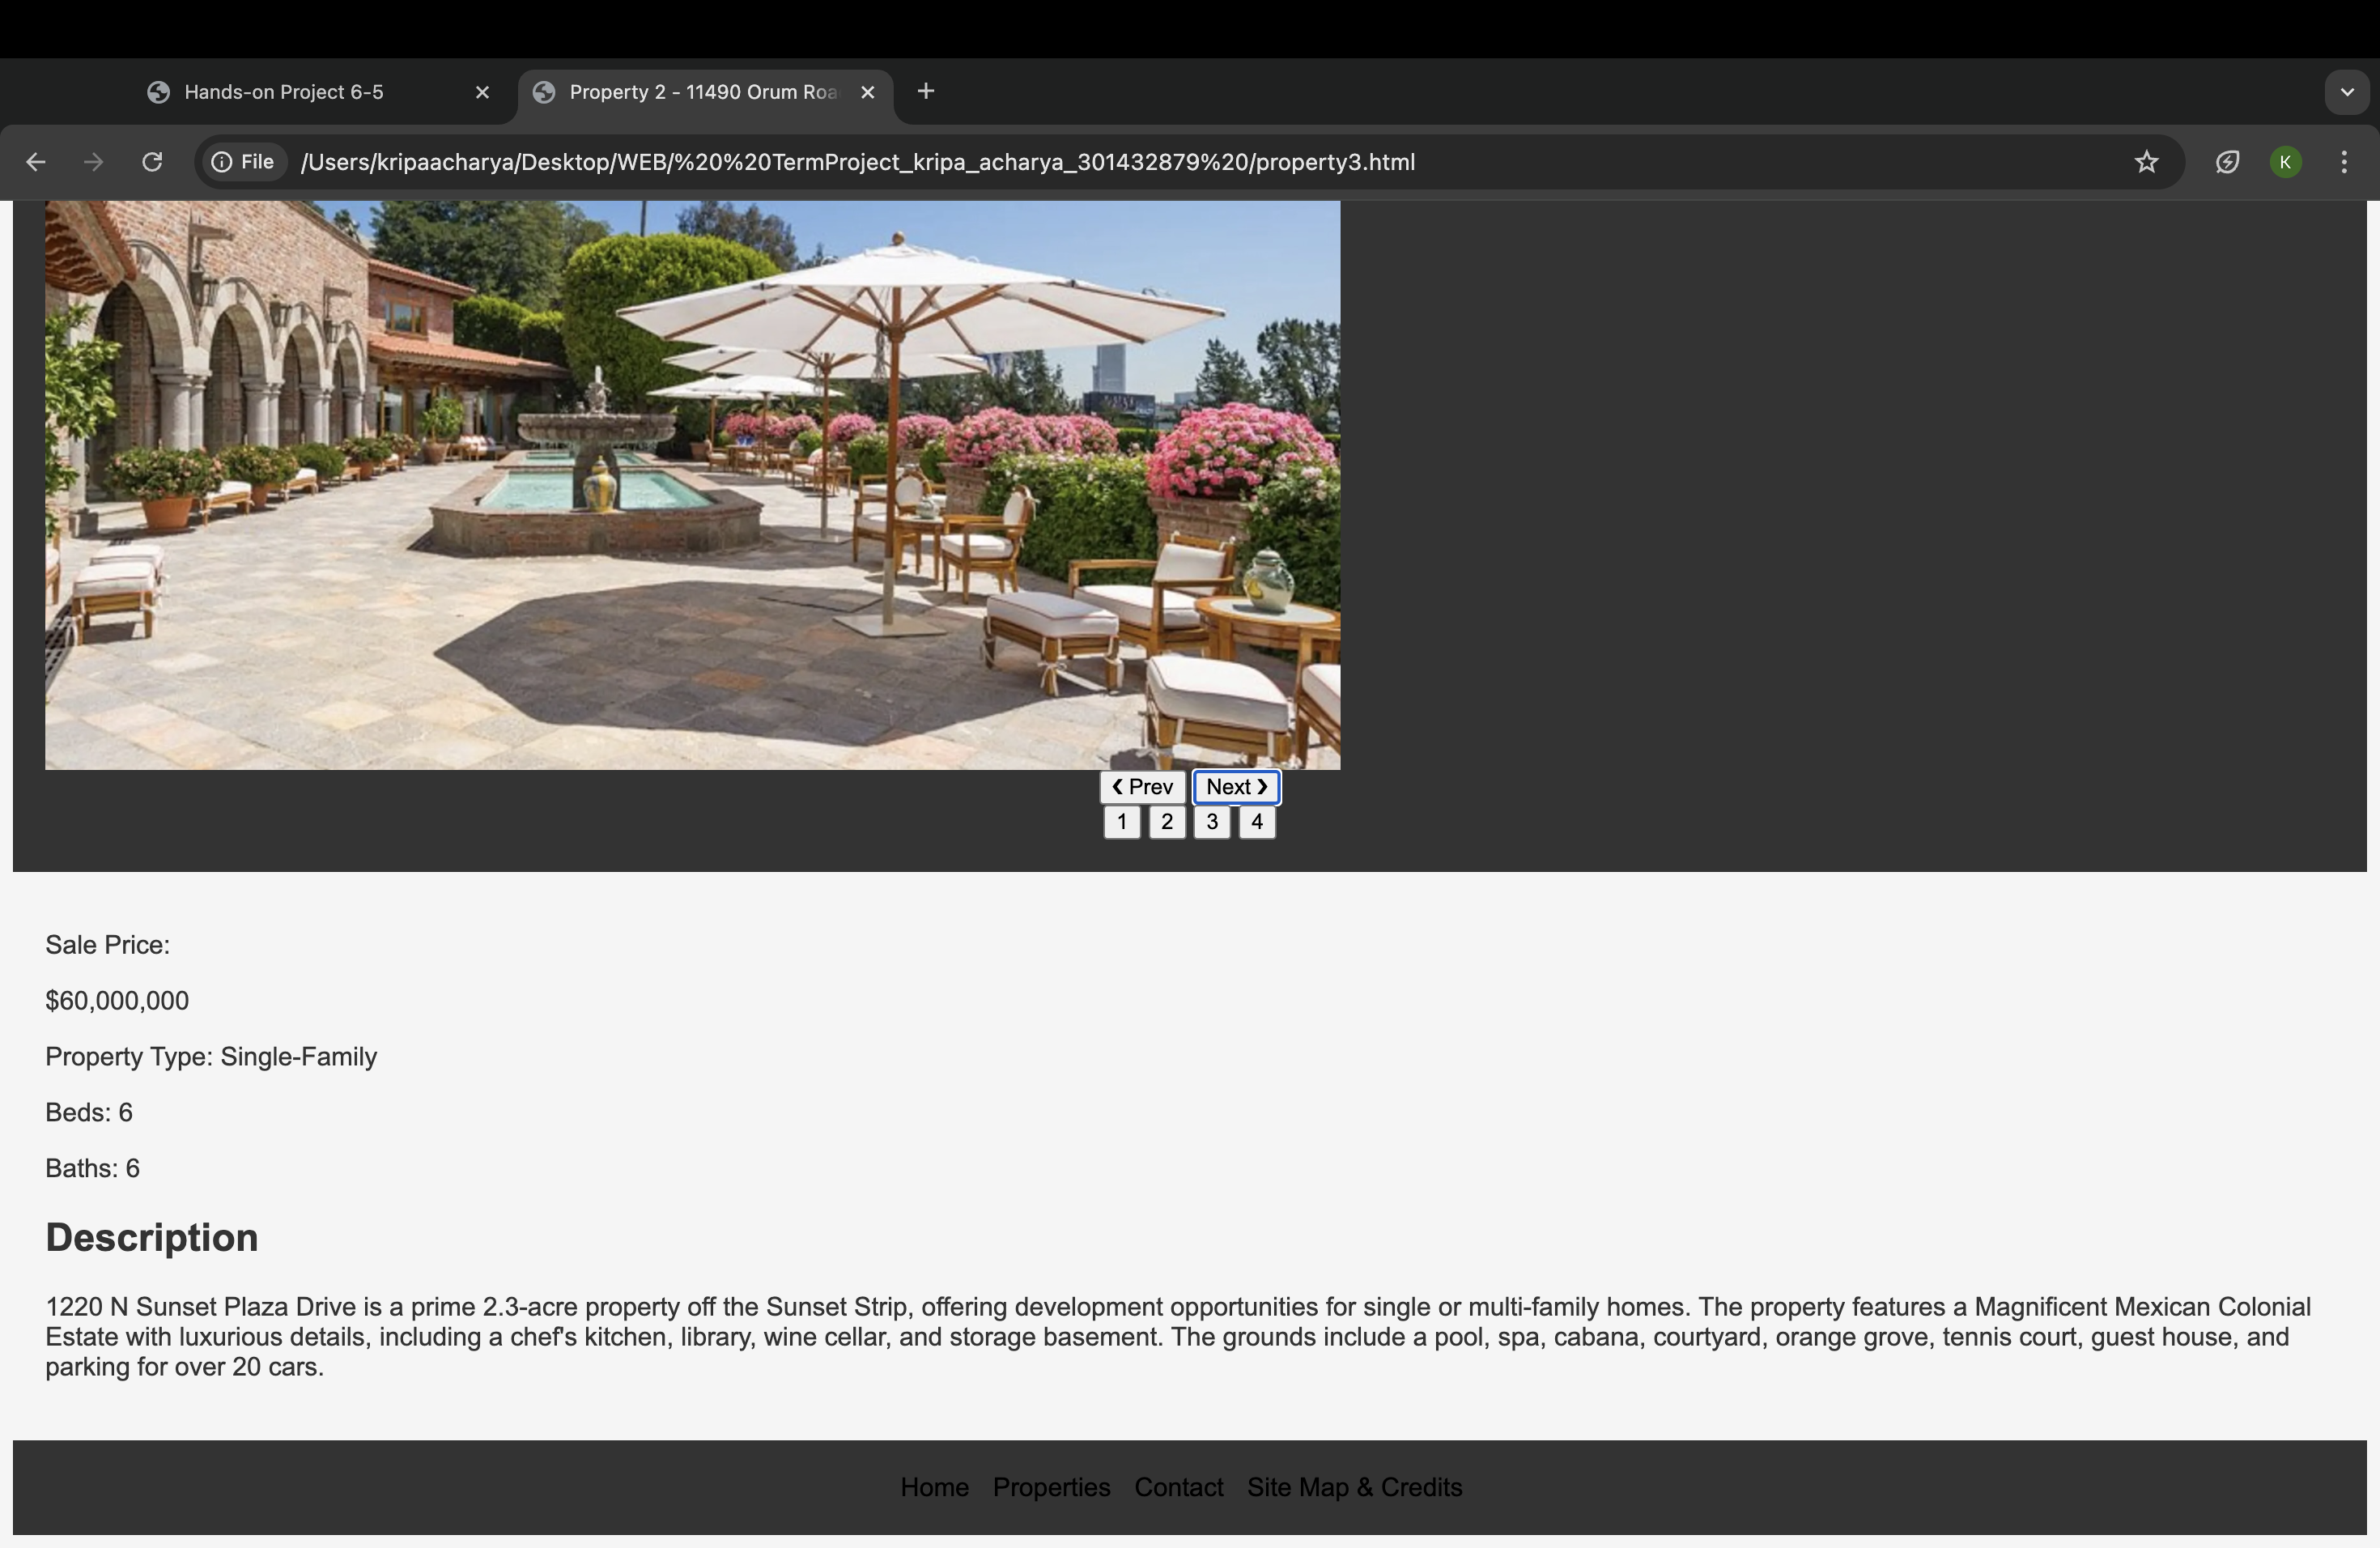 Hands-on Project 6-5
Property 2 - 11490 Orum Roa
File /Users/kripaacharya/Desktop/WEB/%20%20TermProject_kripa_acharya_301432879%20/property3.html
K
❮ Prev Next ❯
1 2 3 4
Sale Price:
$60,000,000
Property Type: Single-Family
Beds: 6
Baths: 6
Description
1220 N Sunset Plaza Drive is a prime 2.3-acre property off the Sunset Strip, offering development opportunities for single or multi-family homes. The property features a Magnificent Mexican Colonial
Estate with luxurious details, including a chef's kitchen, library, wine cellar, and storage basement. The grounds include a pool, spa, cabana, courtyard, orange grove, tennis court, guest house, and
parking for over 20 cars.
Home Properties Contact Site Map & Credits